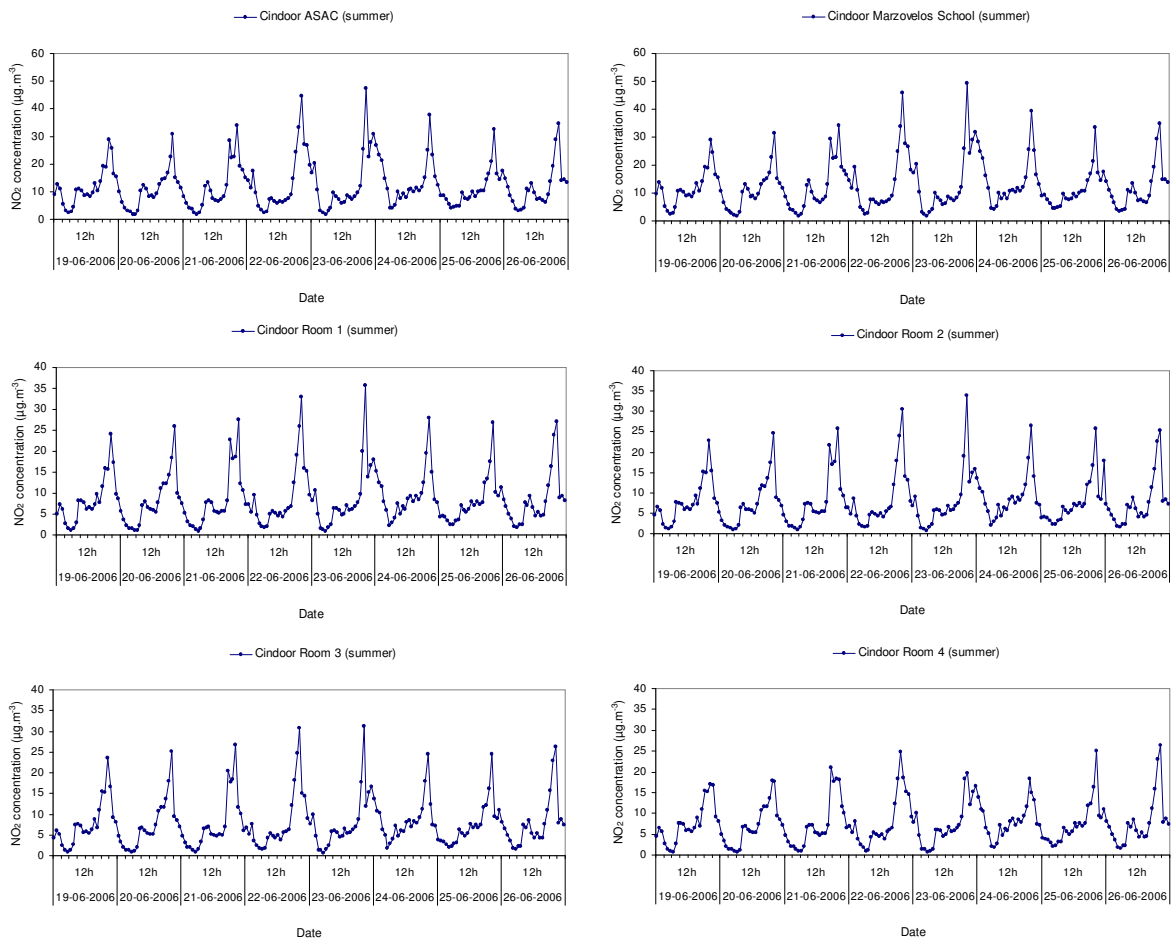 Cindoor ASAC (summer)
NO₂ concentration (µg.m⁻³)
60
50
40
30
20
10
0
12h 12h 12h 12h 12h 12h 12h 12h
19-06-2006 20-06-2006 21-06-2006 22-06-2006 23-06-2006 24-06-2006 25-06-2006 26-06-2006
Date
Cindoor Marzovelos School (summer)
NO₂ concentration (µg.m⁻³)
60
50
40
30
20
10
0
12h 12h 12h 12h 12h 12h 12h 12h
19-06-2006 20-06-2006 21-06-2006 22-06-2006 23-06-2006 24-06-2006 25-06-2006 26-06-2006
Date
Cindoor Room 1 (summer)
NO₂ concentration (µg.m⁻³)
40
35
30
25
20
15
10
5
0
12h 12h 12h 12h 12h 12h 12h 12h
19-06-2006 20-06-2006 21-06-2006 22-06-2006 23-06-2006 24-06-2006 25-06-2006 26-06-2006
Date
Cindoor Room 2 (summer)
NO₂ concentration (µg.m⁻³)
40
35
30
25
20
15
10
5
0
12h 12h 12h 12h 12h 12h 12h 12h
19-06-2006 20-06-2006 21-06-2006 22-06-2006 23-06-2006 24-06-2006 25-06-2006 26-06-2006
Date
Cindoor Room 3 (summer)
NO₂ concentration (µg.m⁻³)
40
35
30
25
20
15
10
5
0
12h 12h 12h 12h 12h 12h 12h 12h
19-06-2006 20-06-2006 21-06-2006 22-06-2006 23-06-2006 24-06-2006 25-06-2006 26-06-2006
Date
Cindoor Room 4 (summer)
NO₂ concentration (µg.m⁻³)
40
35
30
25
20
15
10
5
0
12h 12h 12h 12h 12h 12h 12h 12h
19-06-2006 20-06-2006 21-06-2006 22-06-2006 23-06-2006 24-06-2006 25-06-2006 26-06-2006
Date